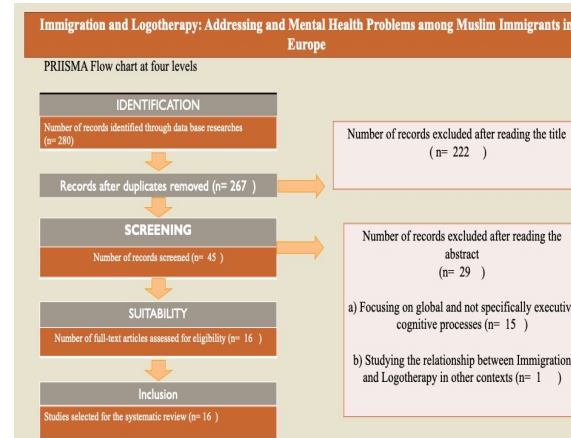 Immigration and Logotherapy: Addressing and Mental Health Problems among Muslim Immigrants in
Europe
PRIISMA Flow chart at four levels
IDENTIFICATION
Number of records identified through data base researches
(n= 280)
Number of records excluded after reading the title
( n= 222 )
Records after duplicates removed (n= 267 )
SCREENING
Number of records screened (n= 45 )
Number of records excluded after reading the
abstract
(n= 29 )
a) Focusing on global and not specifically executive
cognitive processes (n= 15 )
b) Studying the relationship between Immigration
and Logotherapy in other contexts (n= 1 )
SUITABILITY
Number of full-text articles assessed for eligibility (n= 16 )
Inclusion
Studies selected for the systematic review (n= 16 )